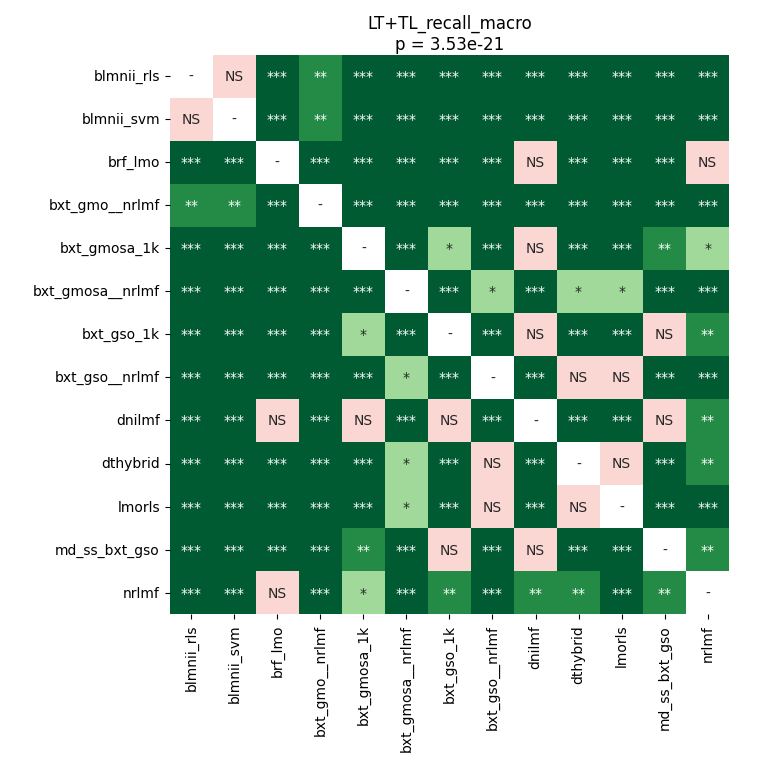 LT+TL_recall_macro
p = 3.53e-21
blmnii_rls - NS *** ** *** *** *** *** *** *** *** *** ***
blmnii_svm NS - *** ** *** *** *** *** *** *** *** *** ***
brf_lmo *** *** - *** *** *** *** *** NS *** *** *** NS
bxt_gmo__nrlmf ** ** *** - *** *** *** *** *** *** *** *** ***
bxt_gmosa_1k *** *** *** *** - *** * *** NS *** *** ** *
bxt_gmosa__nrlmf *** *** *** *** *** - *** * *** * * *** ***
bxt_gso_1k *** *** *** *** * *** - *** NS *** *** NS **
bxt_gso__nrlmf *** *** *** *** *** * *** - *** NS NS *** ***
dnilmf *** *** NS *** NS *** NS *** - *** *** NS **
dthybrid *** *** *** *** *** * *** NS *** - NS *** **
lmorls *** *** *** *** *** * *** NS *** NS - *** ***
md_ss_bxt_gso *** *** *** *** ** *** NS *** NS *** *** - **
nrlmf *** *** NS *** * *** ** *** ** ** *** ** -
blmnii_rls
blmnii_svm
brf_lmo
bxt_gmo__nrlmf
bxt_gmosa_1k
bxt_gmosa__nrlmf
bxt_gso_1k
bxt_gso__nrlmf
dnilmf
dthybrid
lmorls
md_ss_bxt_gso
nrlmf